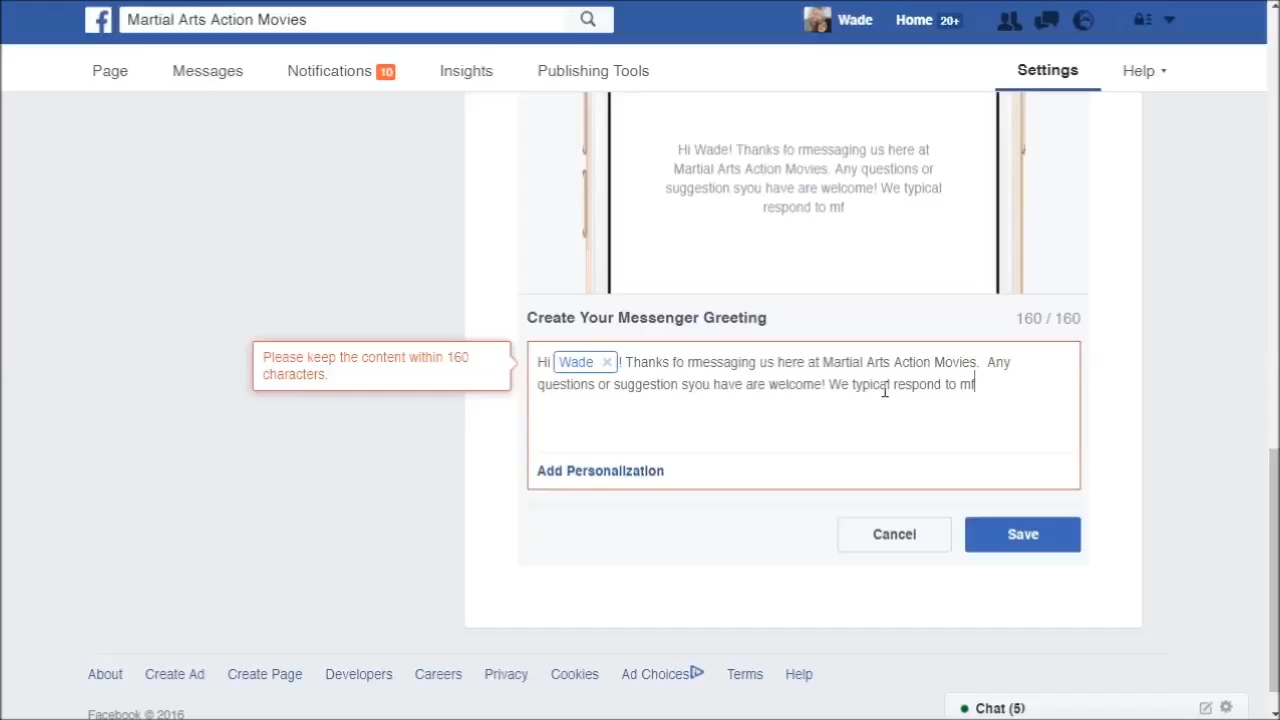 Martial Arts Action Movies
Wade
Home 20+
Page
Messages
Notifications 10
Insights
Publishing Tools
Settings
Help
Hi Wade! Thanks fo rmessaging us here at
Martial Arts Action Movies. Any questions or
suggestion syou have are welcome! We typical
respond to mf
Create Your Messenger Greeting
160 / 160
Please keep the content within 160
characters.
Hi Wade ×! Thanks fo rmessaging us here at Martial Arts Action Movies.  Any
questions or suggestion syou have are welcome! We typical respond to mf
Add Personalization
Cancel
Save
About
Create Ad
Create Page
Developers
Careers
Privacy
Cookies
Ad Choices
Terms
Help
Facebook © 2016
Chat (5)